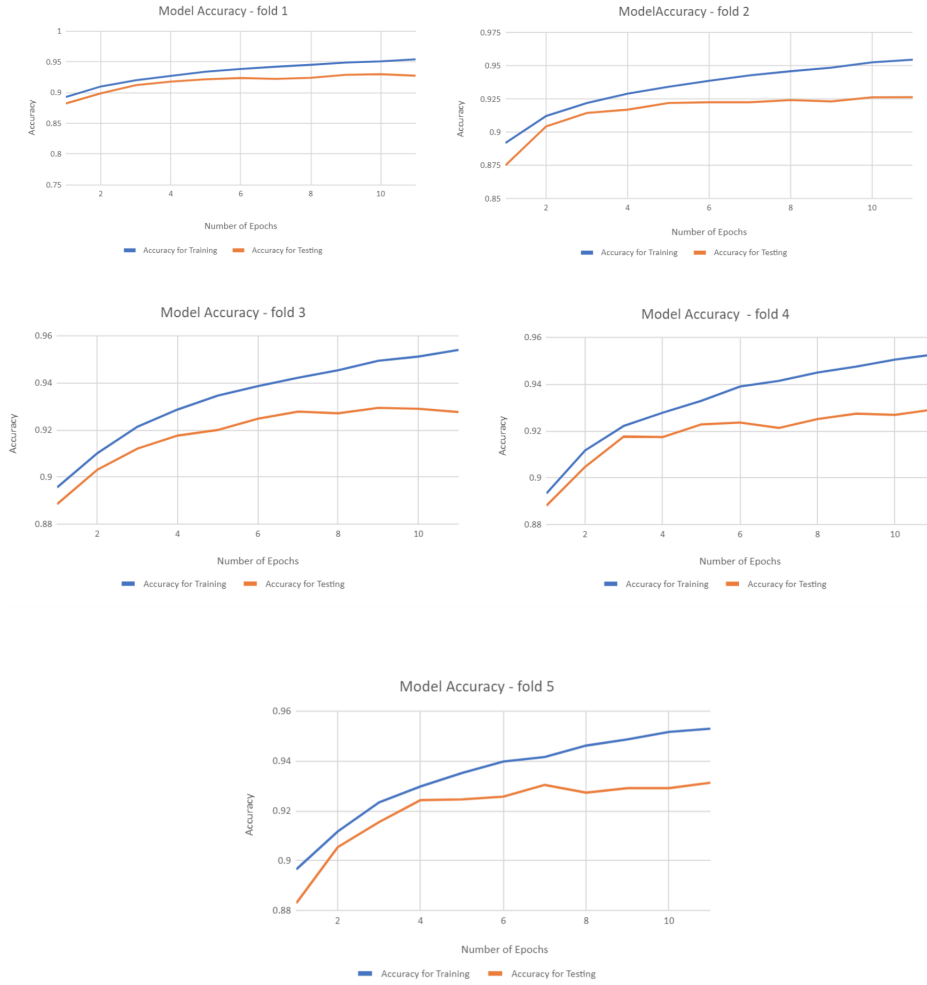 Model Accuracy - fold 1
1
0.95
0.9
0.85
0.8
0.75
Accuracy
2 4 6 8 10
Number of Epochs
Accuracy for Training Accuracy for Testing
ModelAccuracy - fold 2
0.975
0.95
0.925
0.9
0.875
0.85
Accuracy
2 4 6 8 10
Number of Epochs
Accuracy for Training Accuracy for Testing
Model Accuracy - fold 3
0.96
0.94
0.92
0.9
0.88
Accuracy
2 4 6 8 10
Number of Epochs
Accuracy for Training Accuracy for Testing
Model Accuracy - fold 4
0.96
0.94
0.92
0.9
0.88
Accuracy
2 4 6 8 10
Number of Epochs
Accuracy for Training Accuracy for Testing
Model Accuracy - fold 5
0.96
0.94
0.92
0.9
0.88
Accuracy
2 4 6 8 10
Number of Epochs
Accuracy for Training Accuracy for Testing